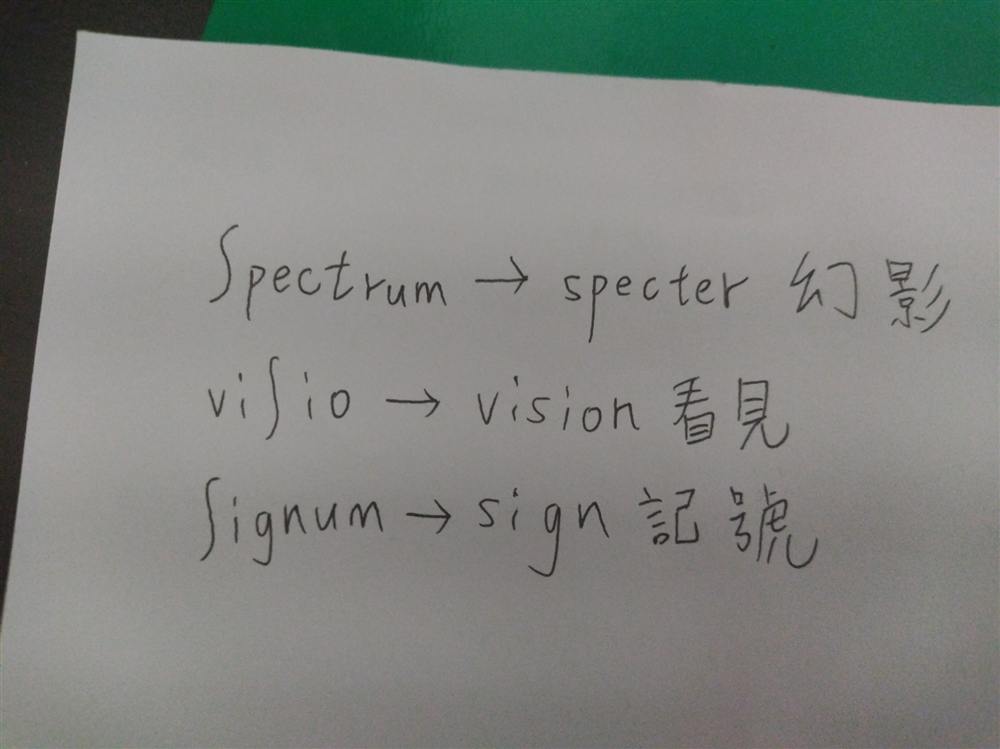 ſpectrum → specter 幻影
viſio → vision 看見
ſignum → sign 記號